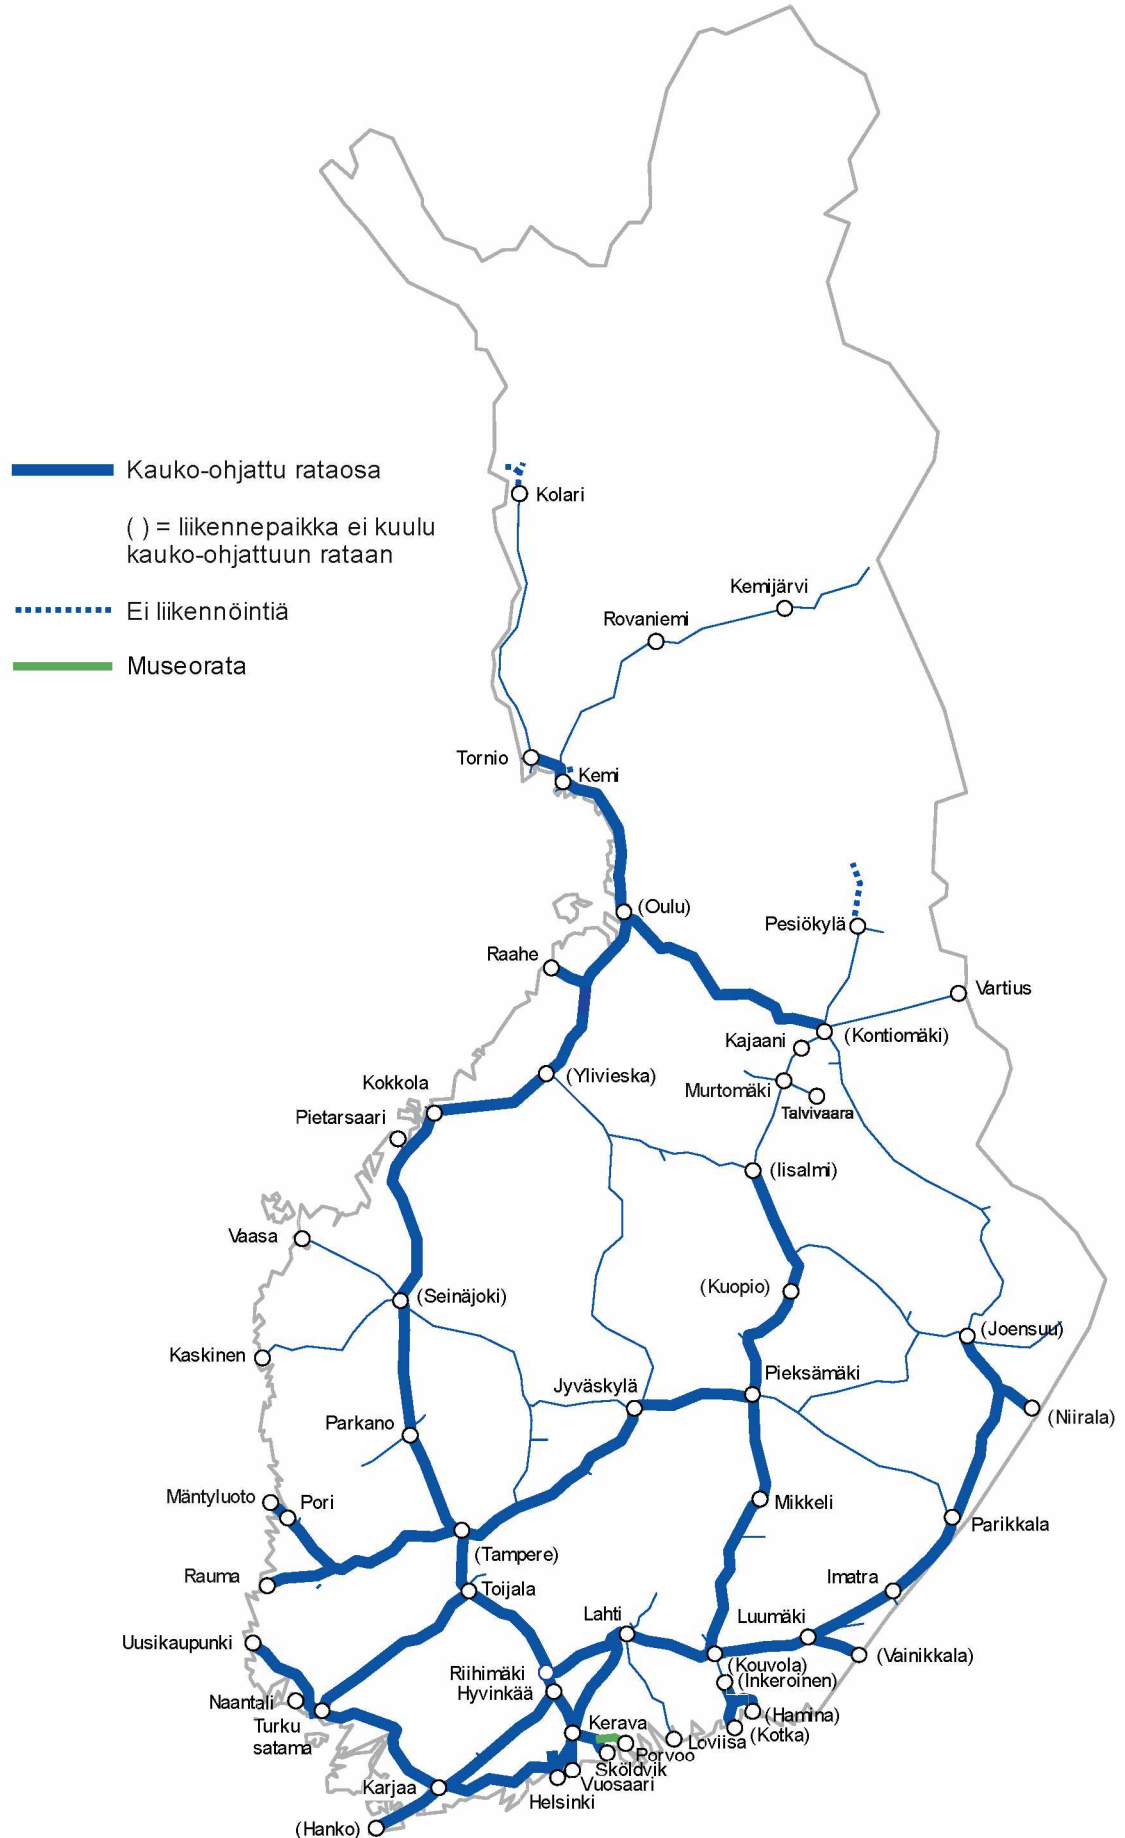 Kauko-ohjattu rataosa
( ) = liikennepaikka ei kuulu
kauko-ohjattuun rataan
Ei liikennöintiä
Museorata
Kolari
Kemijärvi
Rovaniemi
Tornio
Kemi
(Oulu)
Pesiökylä
Raahe
Vartius
(Kontiomäki)
Kajaani
(Ylivieska)
Kokkola
Murtomäki
Talvivaara
Pietarsaari
(Iisalmi)
Vaasa
(Kuopio)
(Seinäjoki)
(Joensuu)
Kaskinen
Pieksämäki
Jyväskylä
(Niirala)
Parkano
Mäntyluoto
Pori
Mikkeli
Parikkala
(Tampere)
Rauma
Imatra
Toijala
Lahti
Luumäki
Uusikaupunki
(Vainikkala)
(Kouvola)
Riihimäki
(Inkeroinen)
Hyvinkää
Naantali
(Hamina)
Turku
satama
Kerava
(Kotka)
Loviisa
Porvoo
Sköldvik
Vuosaari
Karjaa
Helsinki
(Hanko)